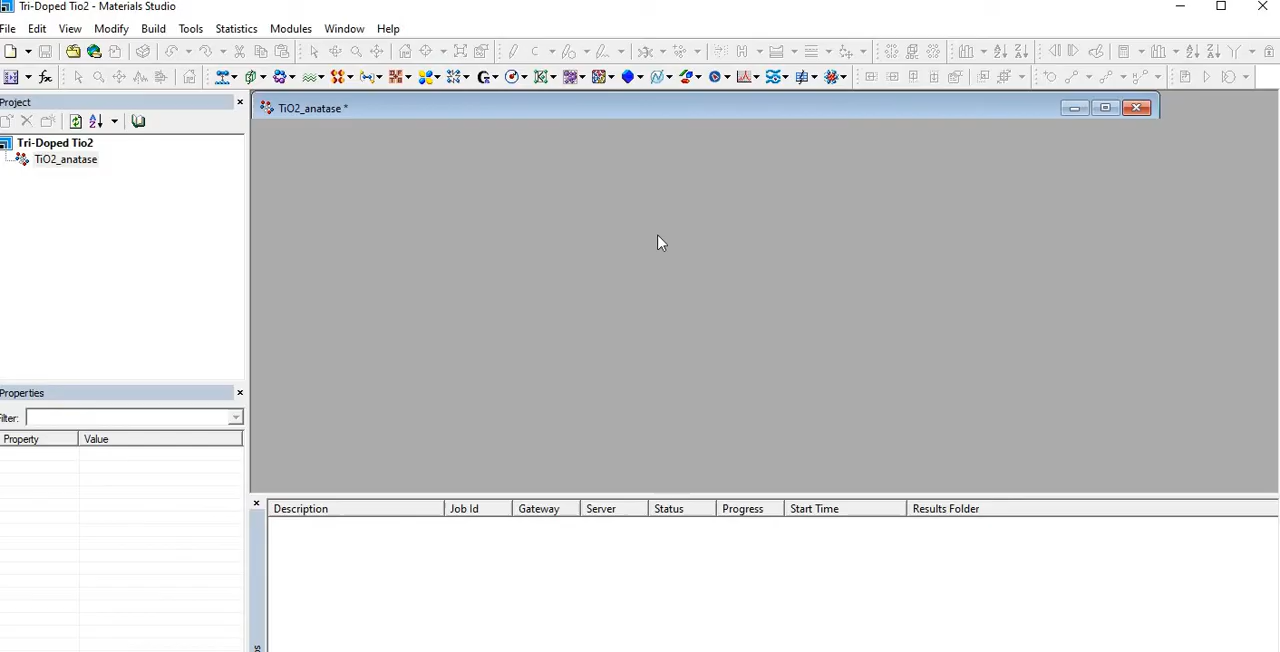 Tri-Doped Tio2 - Materials Studio
File Edit View Modify Build Tools Statistics Modules Window Help
Project
TiO2_anatase *
Tri-Doped Tio2
TiO2_anatase
Properties
Filter:
Property Value
Description Job Id Gateway Server Status Progress Start Time Results Folder